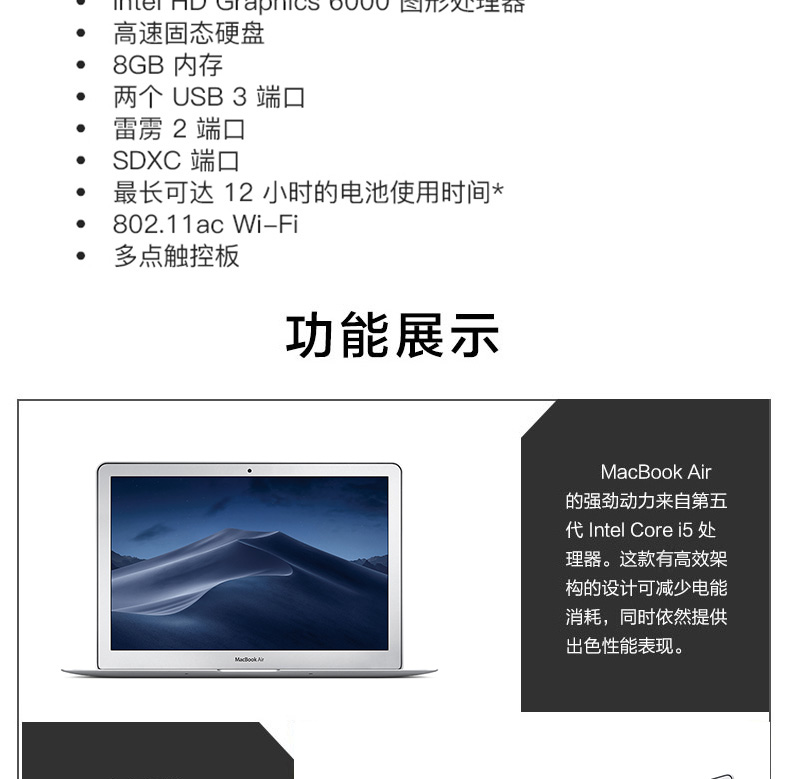 • Intel HD Graphics 6000 图形处理器
• 高速固态硬盘
• 8GB 内存
• 两个 USB 3 端口
• 雷雳 2 端口
• SDXC 端口
• 最长可达 12 小时的电池使用时间*
• 802.11ac Wi-Fi
• 多点触控板
功能展示
MacBook Air
的强劲动力来自第五
代 Intel Core i5 处
理器。这款有高效架
构的设计可减少电能
消耗，同时依然提供
出色性能表现。
MacBook Air